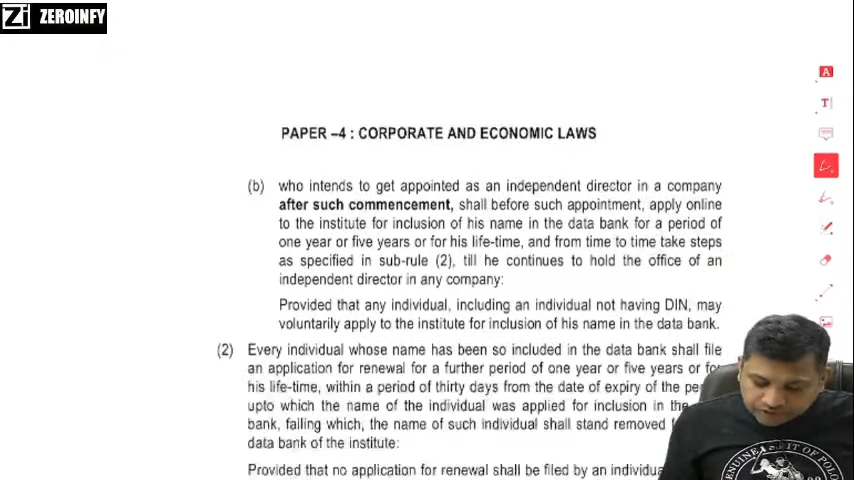 Zi ZEROINFY
PAPER –4 : CORPORATE AND ECONOMIC LAWS
(b) who intends to get appointed as an independent director in a company
after such commencement, shall before such appointment, apply online
to the institute for inclusion of his name in the data bank for a period of
one year or five years or for his life-time, and from time to time take steps
as specified in sub-rule (2), till he continues to hold the office of an
independent director in any company:
Provided that any individual, including an individual not having DIN, may
voluntarily apply to the institute for inclusion of his name in the data bank.
(2) Every individual whose name has been so included in the data bank shall file
an application for renewal for a further period of one year or five years or for
his life-time, within a period of thirty days from the date of expiry of the
upto which the name of the individual was applied for inclusion in the
bank, failing which, the name of such individual shall stand removed
data bank of the institute:
Provided that no application for renewal shall be filed by an
A
T
GENUINE OF POLO